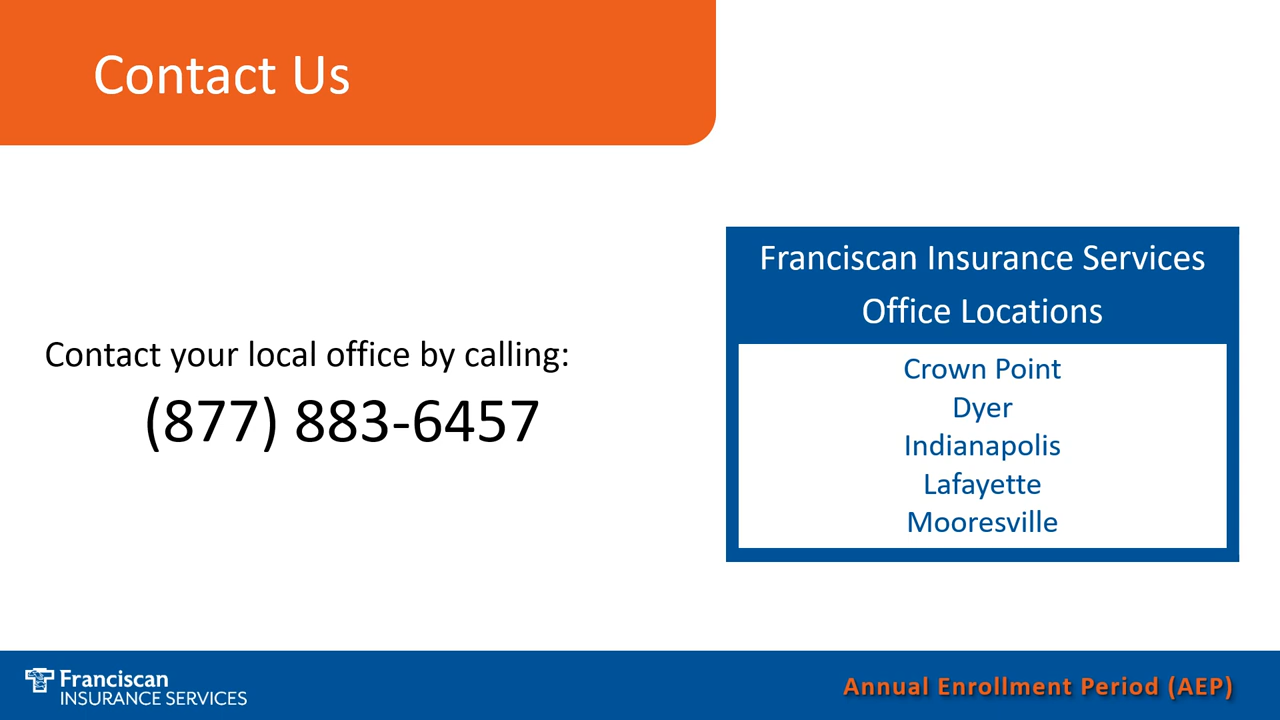 Contact Us
Contact your local office by calling:
(877) 883-6457
Franciscan Insurance Services
Office Locations
Crown Point
Dyer
Indianapolis
Lafayette
Mooresville
Franciscan
INSURANCE SERVICES
Annual Enrollment Period (AEP)